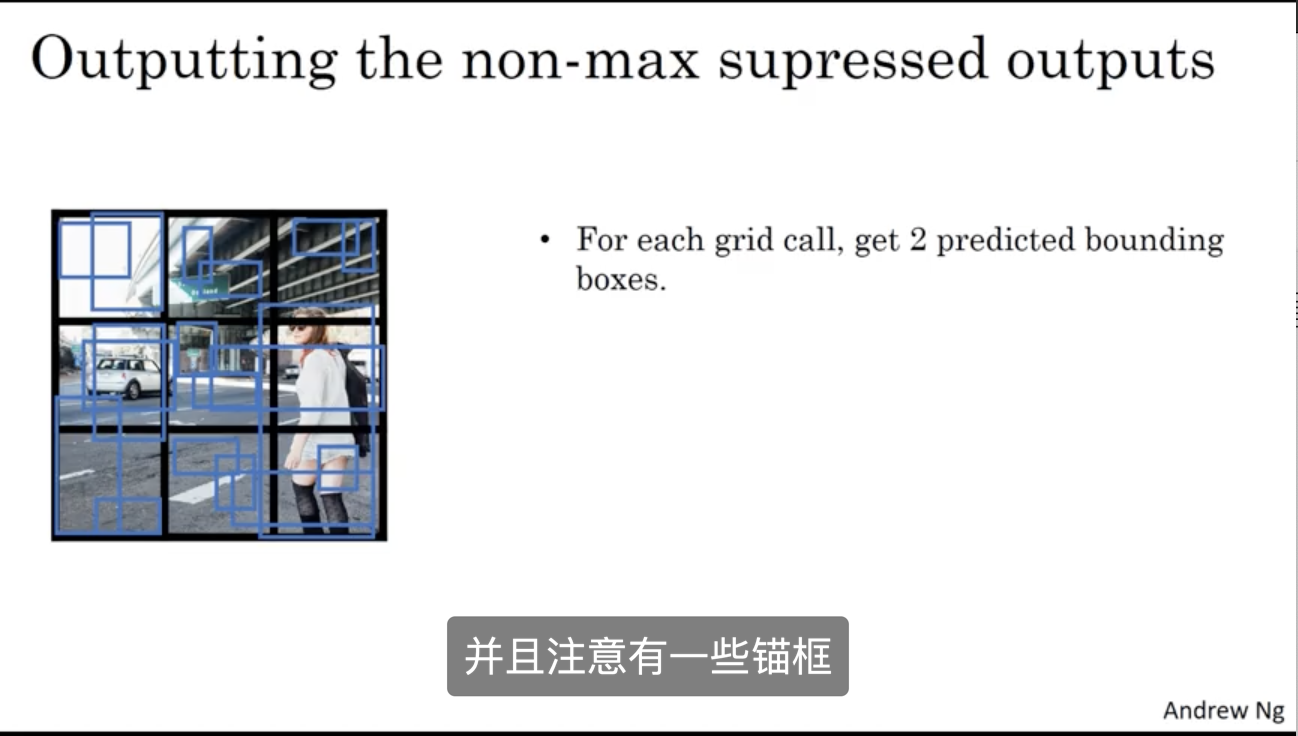 Outputting the non-max supressed outputs
• For each grid call, get 2 predicted bounding
boxes.
并且注意有一些锚框
Andrew Ng